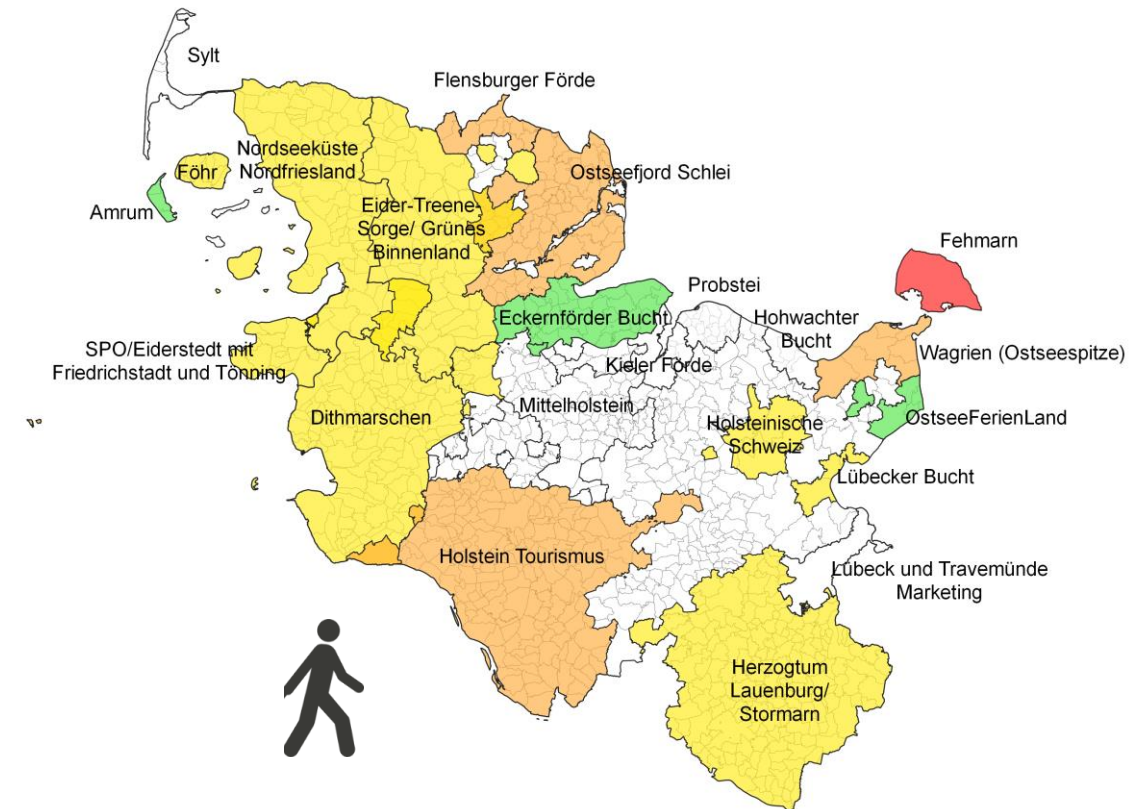 Sylt
Flensburger Förde
Nordseeküste
Nordfriesland
Föhr
Ostseefjord Schlei
Amrum
Eider-Treene-
Sorge/ Grünes
Binnenland
Fehmarn
Probstei
Eckernförder Bucht
Hohwachter
Bucht
SPO/Eiderstedt mit
Friedrichstadt und Tönning
Kieler Förde
Wagrien (Ostseespitze)
Mittelholstein
Dithmarschen
Holsteinische
Schweiz
OstseeFerienLand
Lübecker Bucht
Holstein Tourismus
Lübeck und Travemünde
Marketing
Herzogtum
Lauenburg/
Stormarn